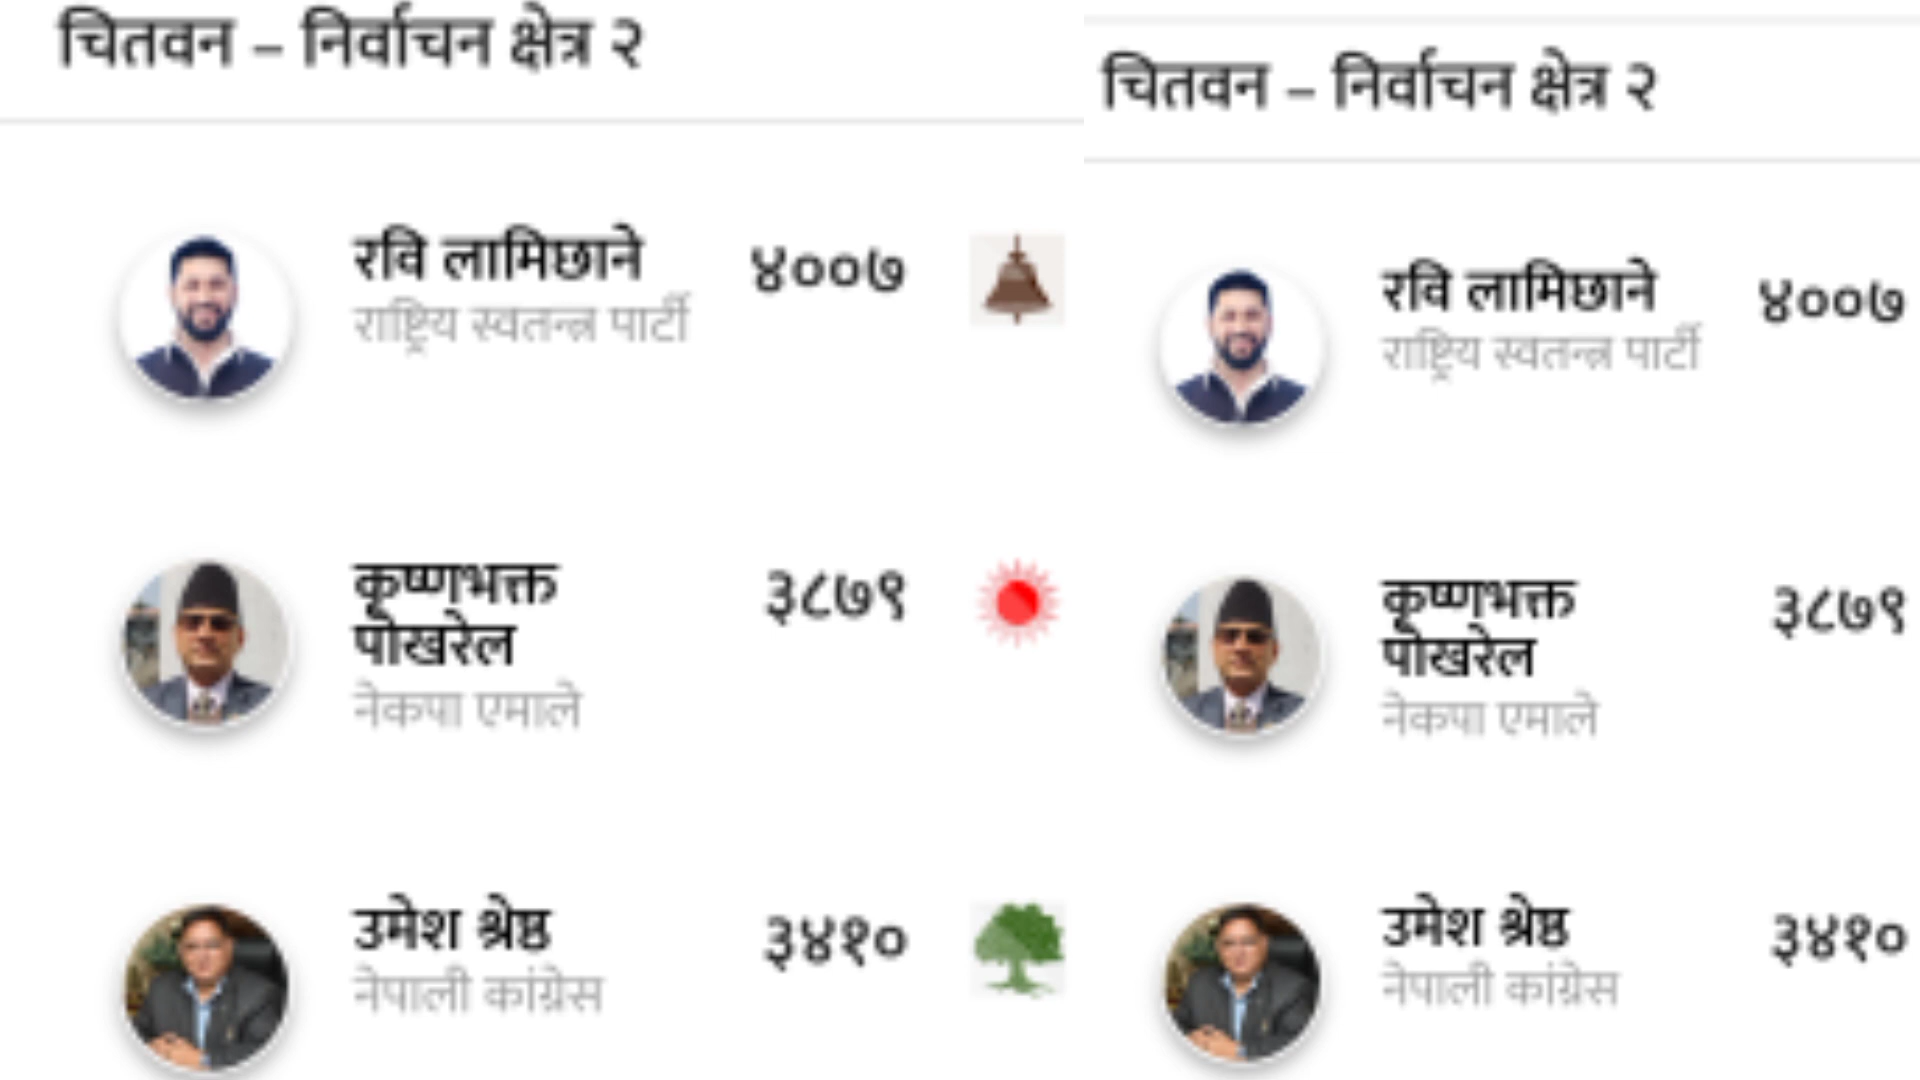 चितवन – निर्वाचन क्षेत्र २
रवि लामिछाने
४००७
राष्ट्रिय स्वतन्त्र पार्टी
कृष्णभक्त
पोखरेल
३८७९
नेकपा एमाले
उमेश श्रेष्ठ
३४१०
नेपाली कांग्रेस
चितवन – निर्वाचन क्षेत्र २
रवि लामिछाने
४००७
राष्ट्रिय स्वतन्त्र पार्टी
कृष्णभक्त
पोखरेल
३८७९
नेकपा एमाले
उमेश श्रेष्ठ
३४१०
नेपाली कांग्रेस